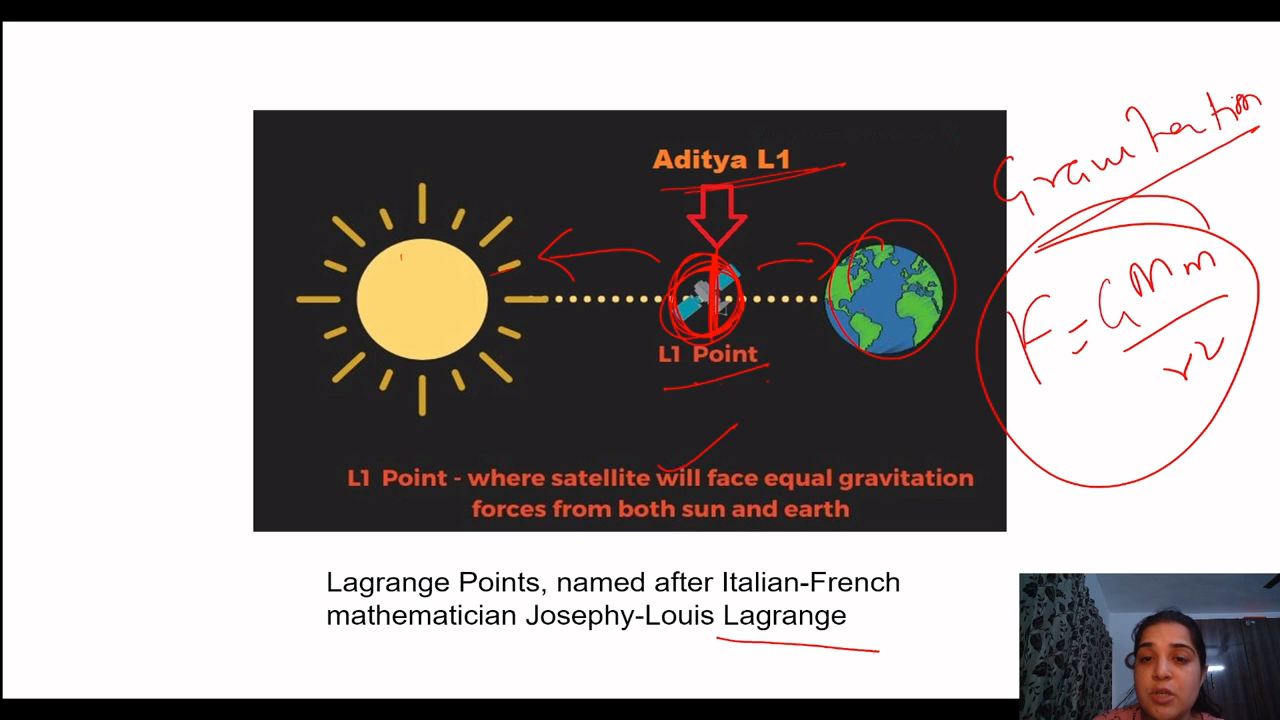 Aditya L1
L1 Point
L1 Point - where satellite will face equal gravitation
forces from both sun and earth
Lagrange Points, named after Italian-French
mathematician Josephy-Louis Lagrange
Gravitation
F = GMm
r2